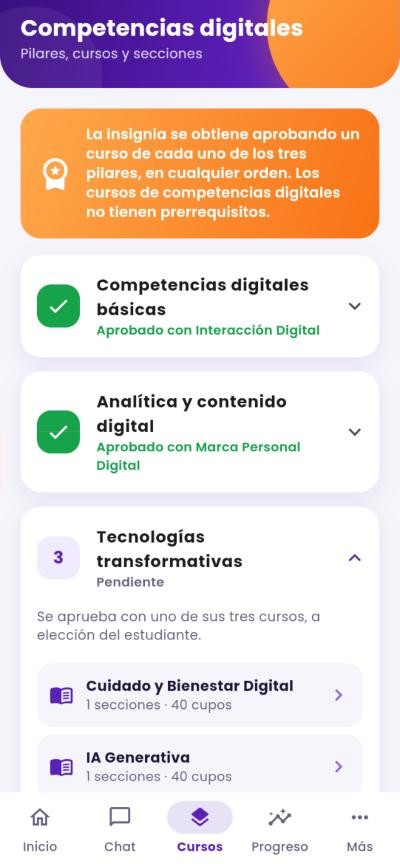 Competencias digitales
Pilares, cursos y secciones
La insignia se obtiene aprobando un
curso de cada uno de los tres
pilares, en cualquier orden. Los
cursos de competencias digitales
no tienen prerrequisitos.
Competencias digitales
básicas
Aprobado con Interacción Digital
Analítica y contenido
digital
Aprobado con Marca Personal
Digital
3
Tecnologías
transformativas
Pendiente
Se aprueba con uno de sus tres cursos, a
elección del estudiante.
Cuidado y Bienestar Digital
1 secciones · 40 cupos
IA Generativa
1 secciones · 40 cupos
Inicio
Chat
Cursos
Progreso
Más